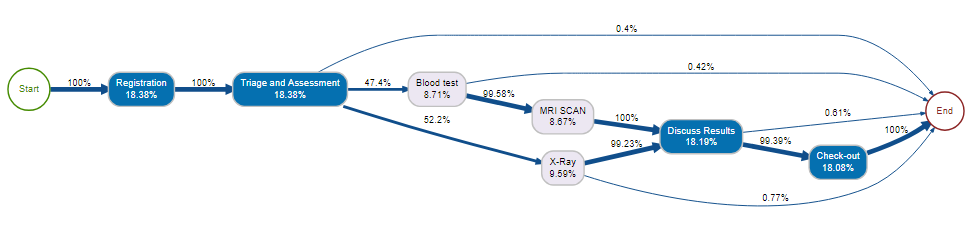 0.4%
0.42%
Start
100%
Registration
18.38%
100%
Triage and Assessment
18.38%
47.4%
Blood test
8.71%
99.58%
MRI SCAN
8.67%
100%
52.2%
X-Ray
9.59%
99.23%
Discuss Results
18.19%
0.61%
99.39%
Check-out
18.08%
100%
End
0.77%